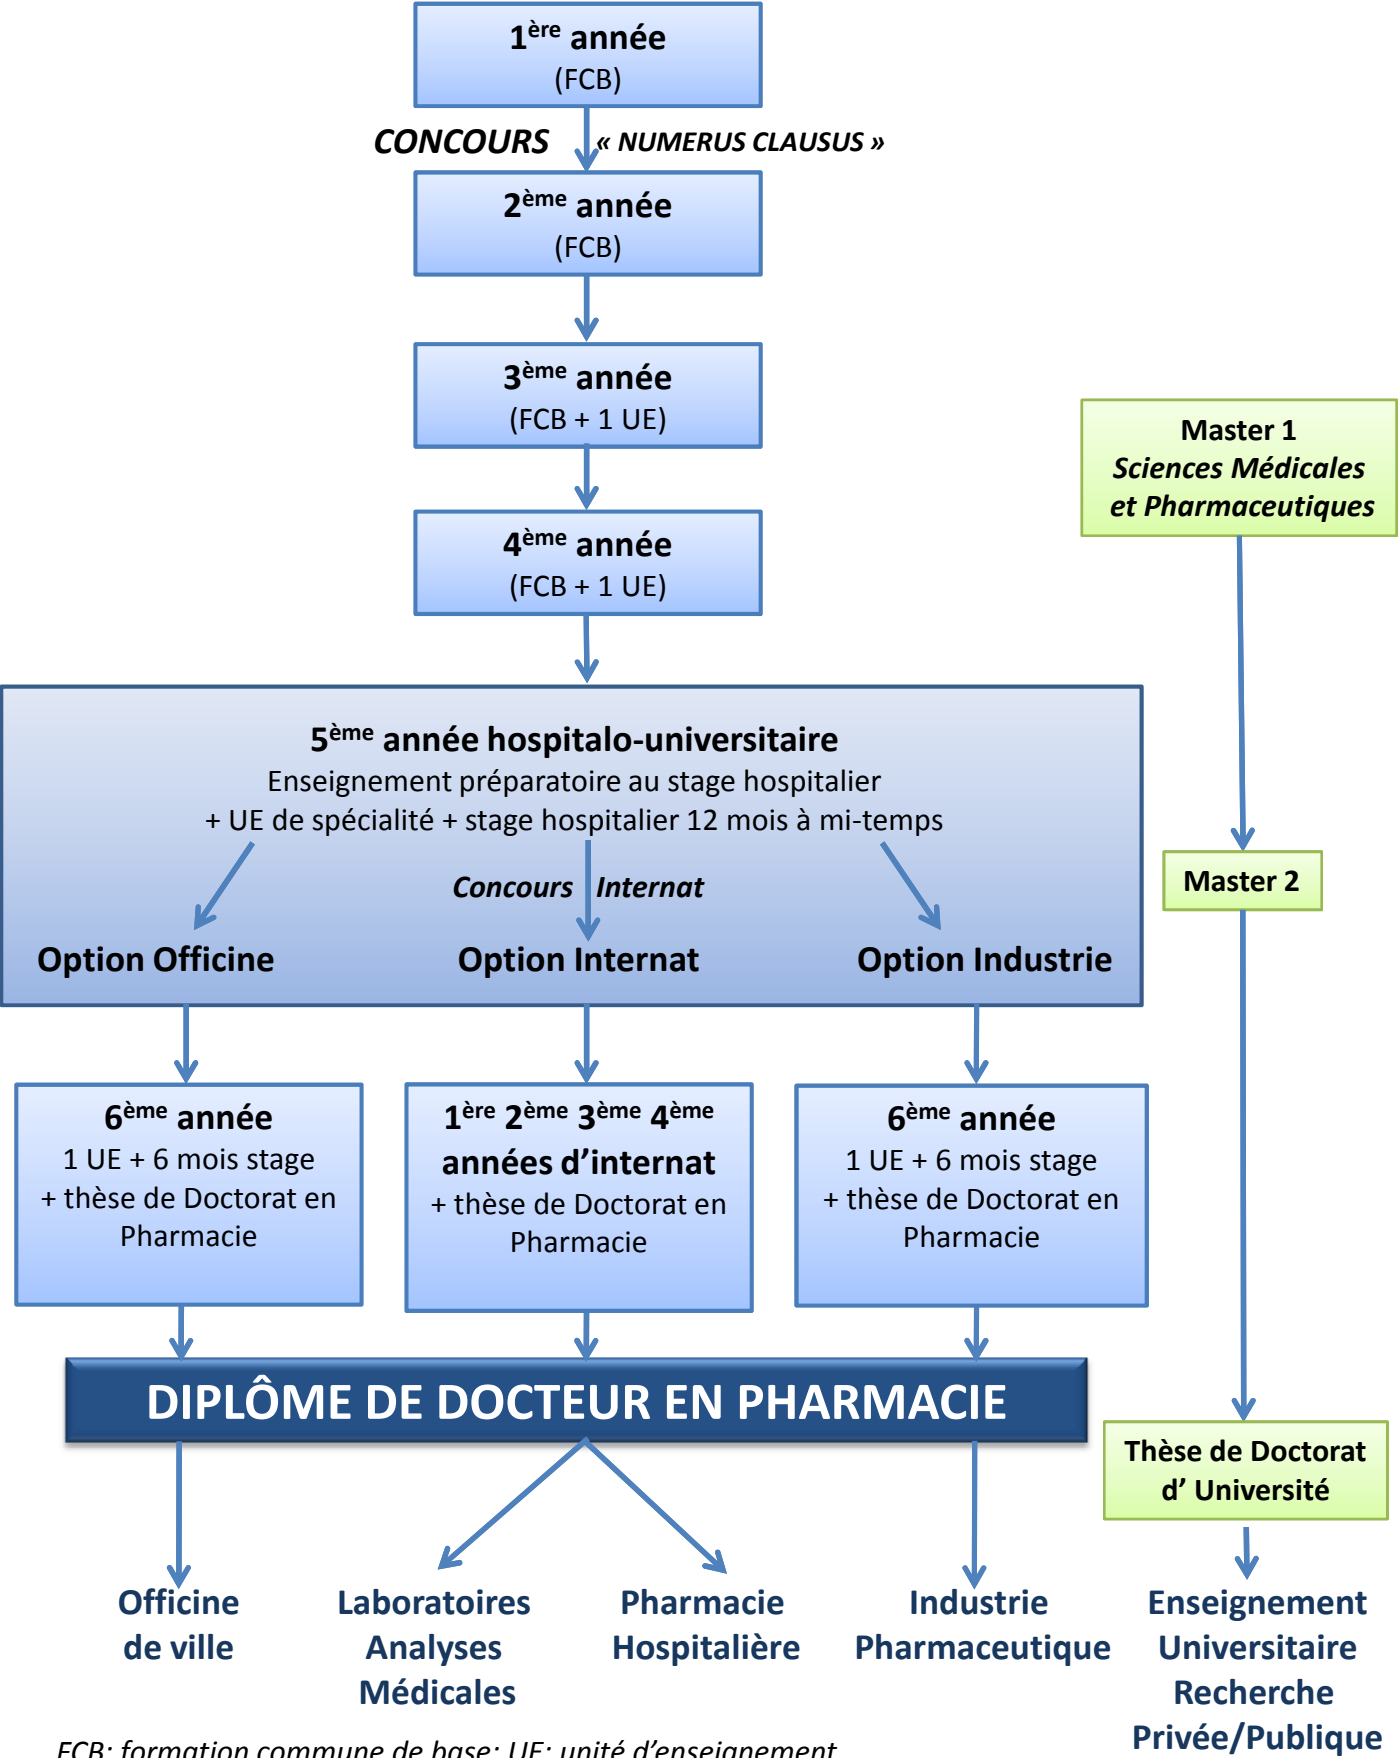 1ère année
(FCB)
CONCOURS « NUMERUS CLAUSUS »
2ème année
(FCB)
3ème année
(FCB + 1 UE)
4ème année
(FCB + 1 UE)
Master 1
Sciences Médicales
et Pharmaceutiques
5ème année hospitalo-universitaire
Enseignement préparatoire au stage hospitalier
+ UE de spécialité + stage hospitalier 12 mois à mi-temps
Concours Internat
Option Officine
Option Internat
Option Industrie
Master 2
6ème année
1 UE + 6 mois stage
+ thèse de Doctorat en
Pharmacie
1ère 2ème 3ème 4ème
années d'internat
+ thèse de Doctorat en
Pharmacie
6ème année
1 UE + 6 mois stage
+ thèse de Doctorat en
Pharmacie
DIPLÔME DE DOCTEUR EN PHARMACIE
Thèse de Doctorat
d' Université
Officine
de ville
Laboratoires
Analyses
Médicales
Pharmacie
Hospitalière
Industrie
Pharmaceutique
Enseignement
Universitaire
Recherche
Privée/Publique
FCB: formation commune de base; UE: unité d'enseignement